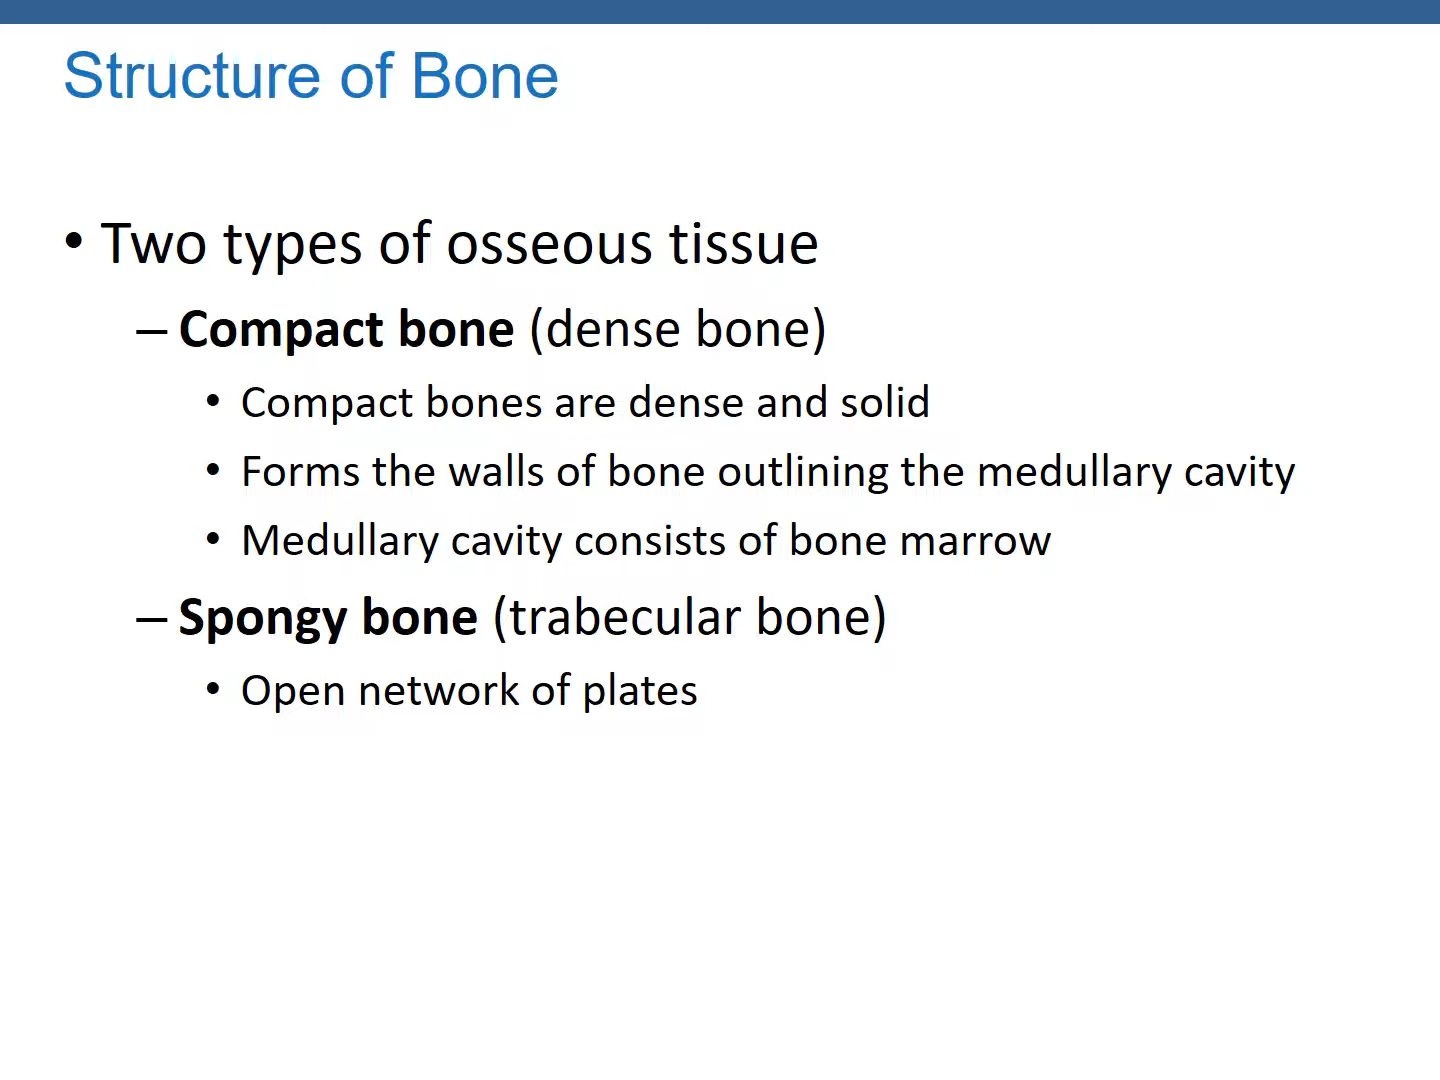 Structure of Bone
• Two types of osseous tissue
– Compact bone (dense bone)
• Compact bones are dense and solid
• Forms the walls of bone outlining the medullary cavity
• Medullary cavity consists of bone marrow
– Spongy bone (trabecular bone)
• Open network of plates